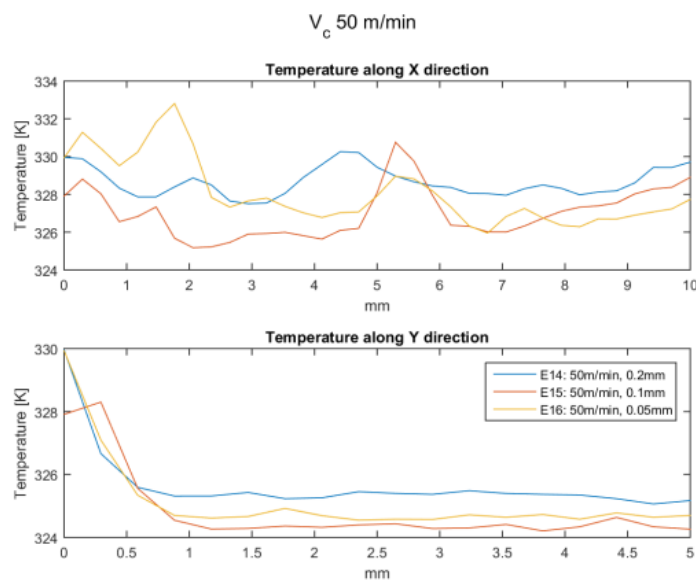 V_c 50 m/min
Temperature along X direction
Temperature [K]
334
332
330
328
326
324
0 1 2 3 4 5 6 7 8 9 10
mm
Temperature along Y direction
Temperature [K]
330
328
326
324
E14: 50m/min, 0.2mm
E15: 50m/min, 0.1mm
E16: 50m/min, 0.05mm
0 0.5 1 1.5 2 2.5 3 3.5 4 4.5 5
mm